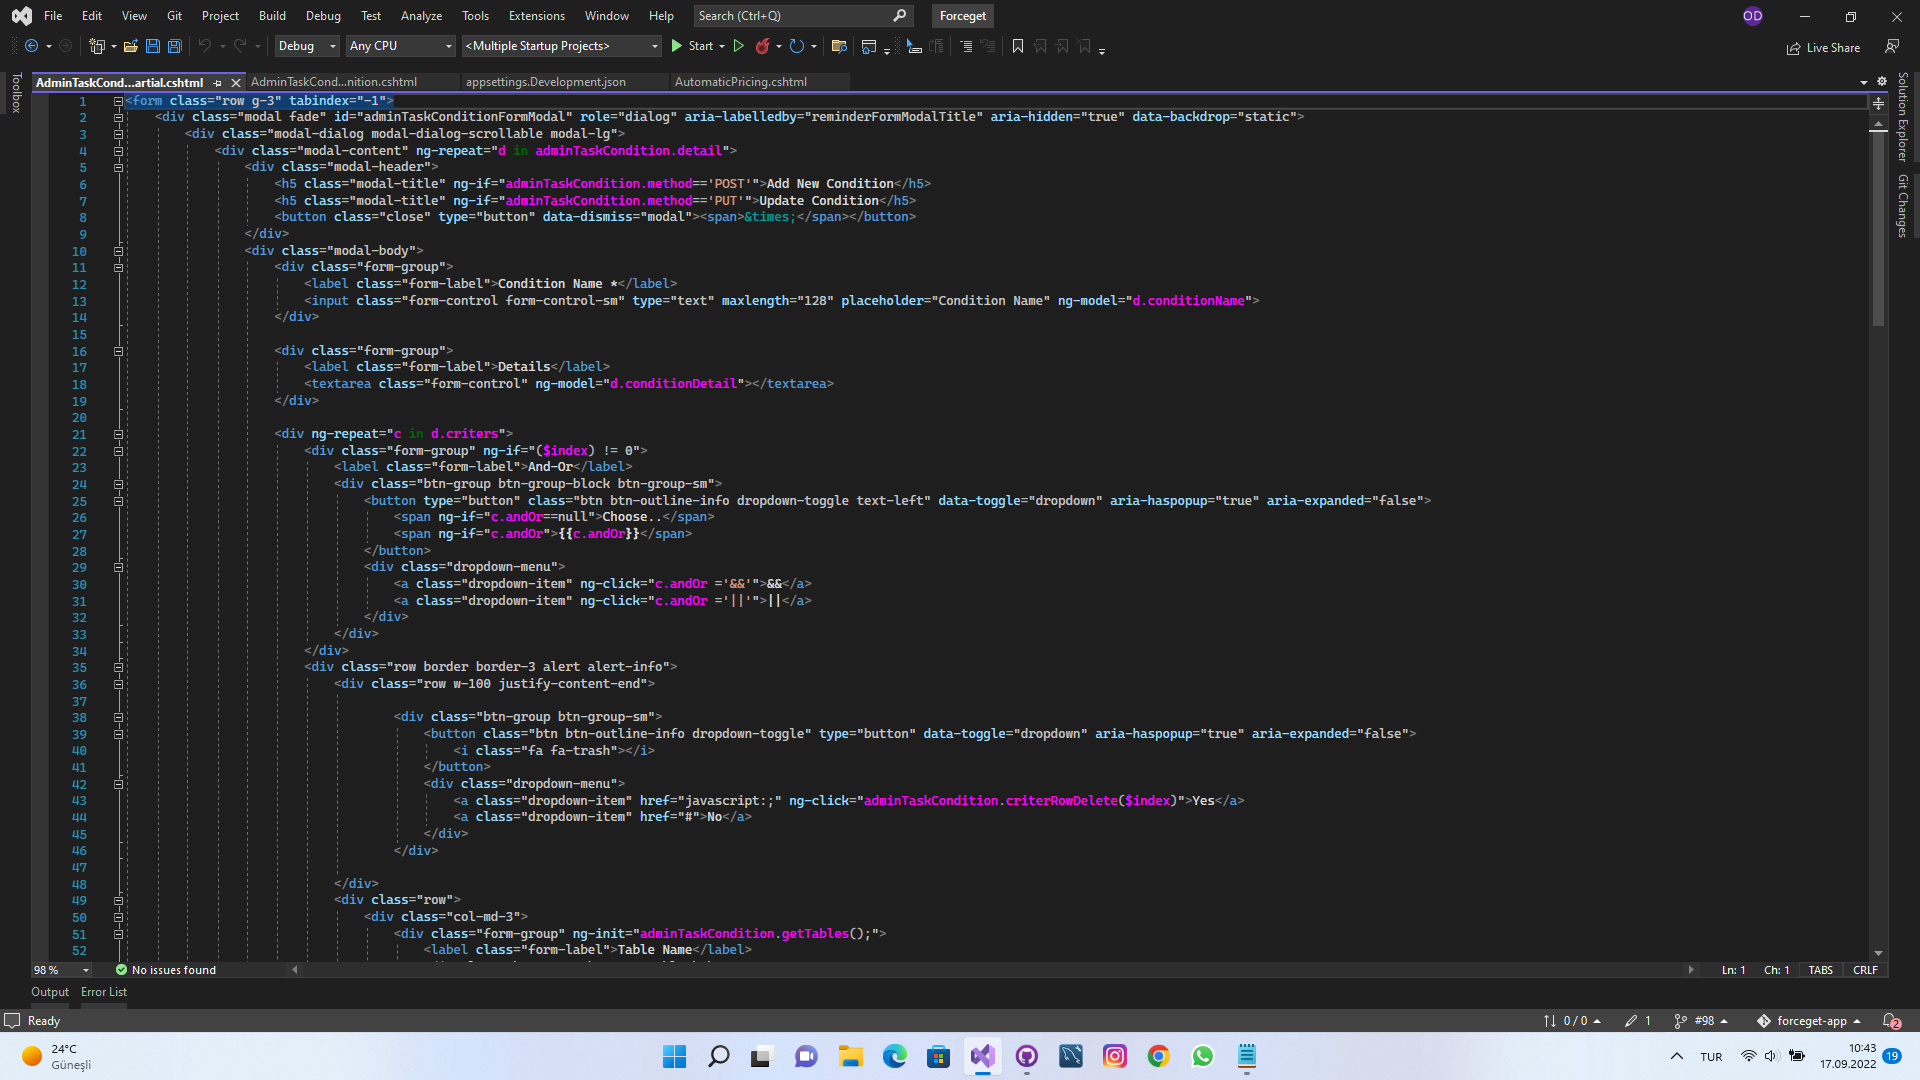 File Edit View Git Project Build Debug Test Analyze Tools Extensions Window Help Search (Ctrl+Q) Forceget OD
Debug Any CPU <Multiple Startup Projects> Start Live Share
Toolbox
AdminTaskCond...artial.cshtml AdminTaskCond...nition.cshtml appsettings.Development.json AutomaticPricing.cshtml
Solution Explorer
Git Changes
1 <form class="row g-3" tabindex="-1">
2 <div class="modal fade" id="adminTaskConditionFormModal" role="dialog" aria-labelledby="reminderFormModalTitle" aria-hidden="true" data-backdrop="static">
3 <div class="modal-dialog modal-dialog-scrollable modal-lg">
4 <div class="modal-content" ng-repeat="d in adminTaskCondition.detail">
5 <div class="modal-header">
6 <h5 class="modal-title" ng-if="adminTaskCondition.method=='POST'">Add New Condition</h5>
7 <h5 class="modal-title" ng-if="adminTaskCondition.method=='PUT'">Update Condition</h5>
8 <button class="close" type="button" data-dismiss="modal"><span>&times;</span></button>
9 </div>
10 <div class="modal-body">
11 <div class="form-group">
12 <label class="form-label">Condition Name *</label>
13 <input class="form-control form-control-sm" type="text" maxlength="128" placeholder="Condition Name" ng-model="d.conditionName">
14 </div>
15
16 <div class="form-group">
17 <label class="form-label">Details</label>
18 <textarea class="form-control" ng-model="d.conditionDetail"></textarea>
19 </div>
20
21 <div ng-repeat="c in d.criters">
22 <div class="form-group" ng-if="($index) != 0">
23 <label class="form-label">And-Or</label>
24 <div class="btn-group btn-group-block btn-group-sm">
25 <button type="button" class="btn btn-outline-info dropdown-toggle text-left" data-toggle="dropdown" aria-haspopup="true" aria-expanded="false">
26 <span ng-if="c.andOr==null">Choose..</span>
27 <span ng-if="c.andOr">{{c.andOr}}</span>
28 </button>
29 <div class="dropdown-menu">
30 <a class="dropdown-item" ng-click="c.andOr ='&&'">&&</a>
31 <a class="dropdown-item" ng-click="c.andOr ='||'">||</a>
32 </div>
33 </div>
34 </div>
35 <div class="row border border-3 alert alert-info">
36 <div class="row w-100 justify-content-end">
37
38 <div class="btn-group btn-group-sm">
39 <button class="btn btn-outline-info dropdown-toggle" type="button" data-toggle="dropdown" aria-haspopup="true" aria-expanded="false">
40 <i class="fa fa-trash"></i>
41 </button>
42 <div class="dropdown-menu">
43 <a class="dropdown-item" href="javascript:;" ng-click="adminTaskCondition.criterRowDelete($index)">Yes</a>
44 <a class="dropdown-item" href="#">No</a>
45 </div>
46 </div>
47
48 </div>
49 <div class="row">
50 <div class="col-md-3">
51 <div class="form-group" ng-init="adminTaskCondition.getTables();">
52 <label class="form-label">Table Name</label>
98 % No issues found Ln: 1 Ch: 1 TABS CRLF
Output Error List
Ready 0 / 0 1 #98 forceget-app 2
24°C
Güneşli
TUR
10:43
17.09.2022 19